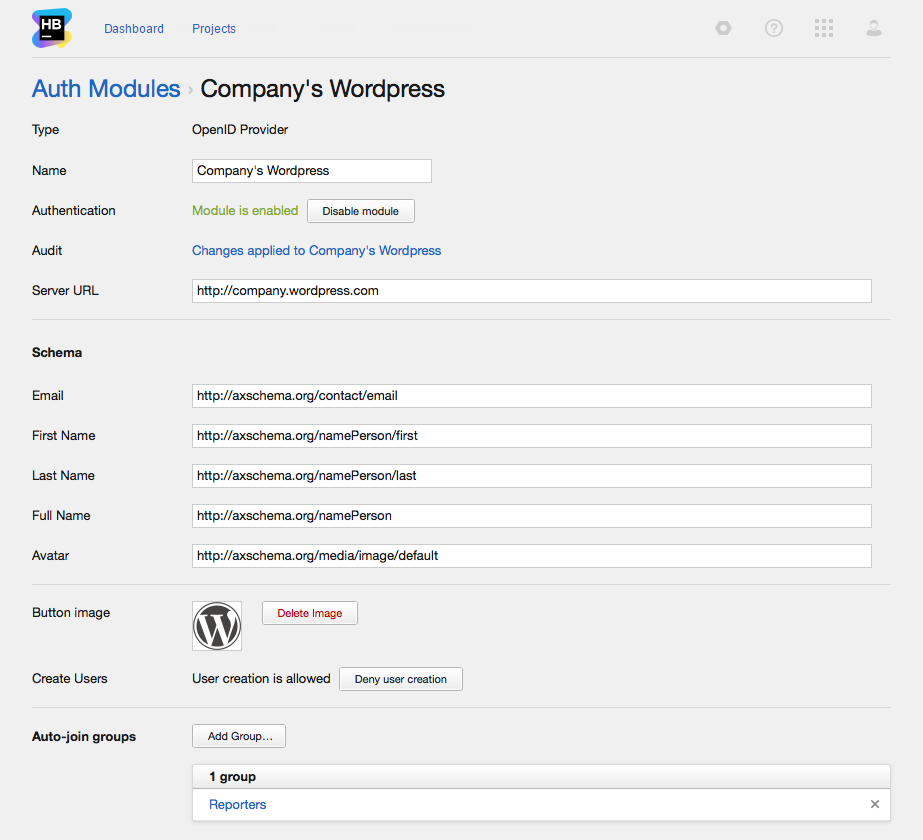 HB
Dashboard Projects
Auth Modules › Company's Wordpress
Type OpenID Provider
Name Company's Wordpress
Authentication Module is enabled Disable module
Audit Changes applied to Company's Wordpress
Server URL http://company.wordpress.com
Schema
Email http://axschema.org/contact/email
First Name http://axschema.org/namePerson/first
Last Name http://axschema.org/namePerson/last
Full Name http://axschema.org/namePerson
Avatar http://axschema.org/media/image/default
Button image W Delete Image
Create Users User creation is allowed Deny user creation
Auto-join groups Add Group...
1 group
Reporters ×